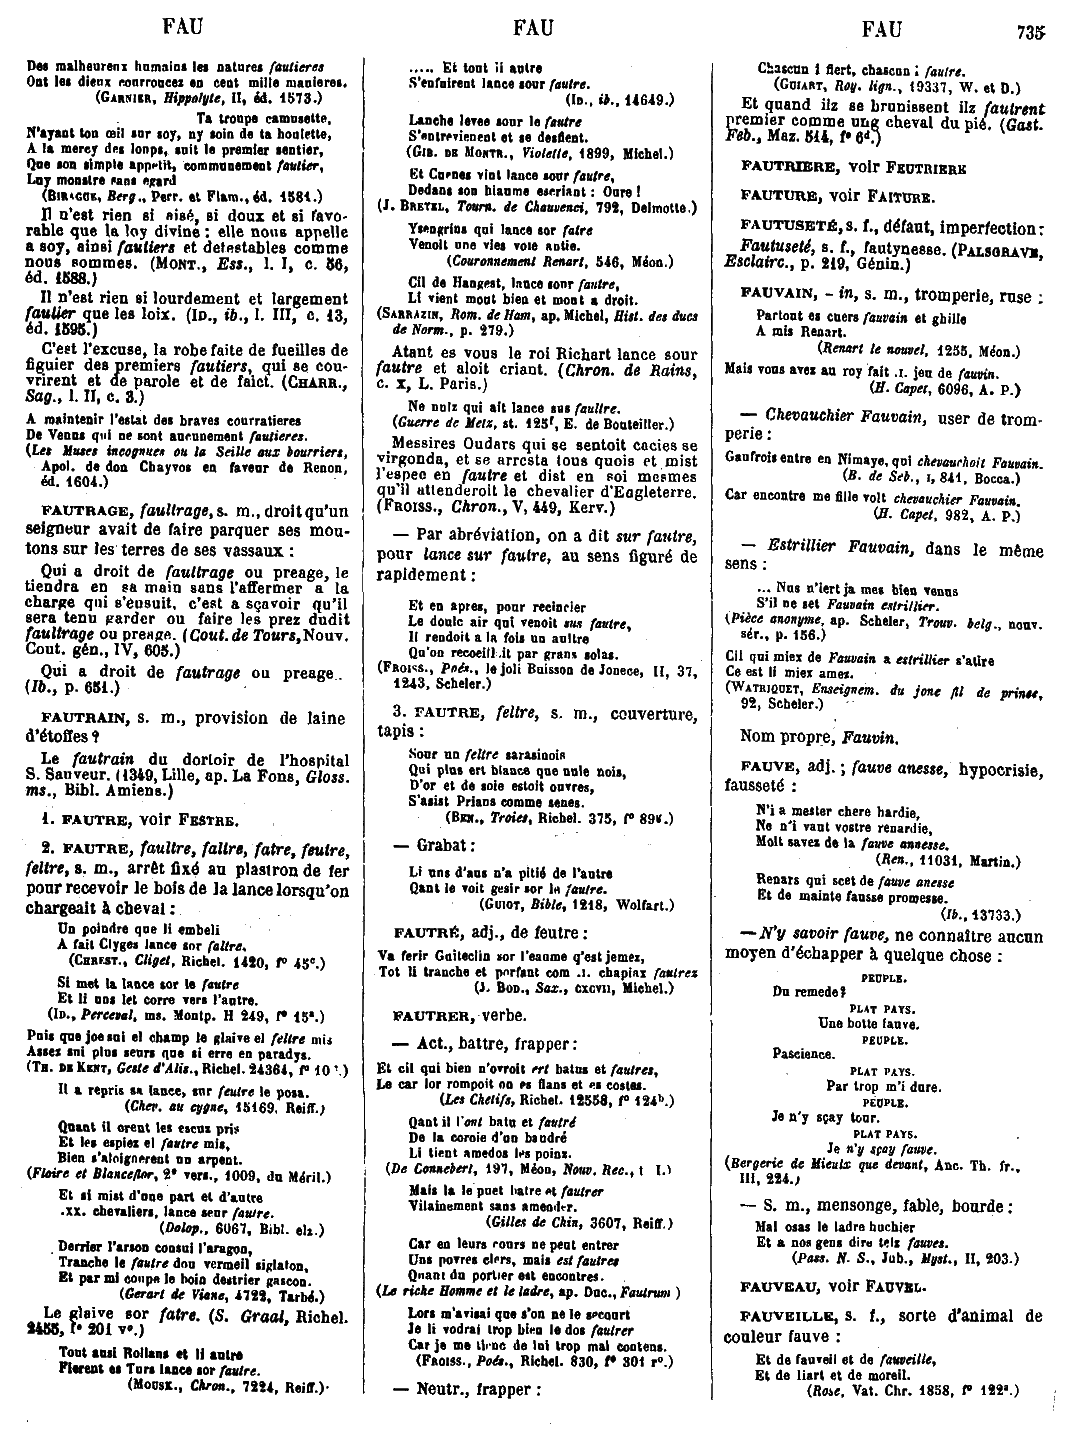 FAU
FAU
FAU
735
Des malheureux humains les natures fautieres
Ont les dieux courroucez en cent mille manieres.
(GARNIER, Hippolyte, II, éd. 1573.)
Ta troupe camusette,
N'ayant ton œil sur soy, ny soin de ta houlette,
A la mercy des loups, suit le premier sentier,
Que son simple appetit, communement fautier,
Luy monstre sans egard
(BIRAGUE, Berg., Perr. et Flam., éd. 1581.)
Il n'est rien si aisé, si doux et si favo-
rable que la loy divine : elle nous appelle
a soy, ainsi fautiers et detestables comme
nous sommes. (MONT., Ess., l. I, c. 56,
éd. 1588.)
Il n'est rien si lourdement et largement
faulier que les loix. (ID., ib., l. III, c. 13,
éd. 1595.)
C'est l'excuse, la robe faite de fueilles de
figuier des premiers fautiers, qui se cou-
vrirent et de parole et de faict. (CHARR.,
Sag., l. II, c. 3.)
A maintenir l'estat des braves courratieres
De Venus qui ne sont aucunement fautieres.
(Les Muses incognues ou la Seille aux bourriers,
Apol. de don Chayvos en faveur de Renon,
éd. 1604.)
FAUTRAGE, faultrage, s. m., droit qu'un
seigneur avait de faire parquer ses mou-
tons sur les terres de ses vassaux :
Qui a droit de faultrage ou preage, le
tiendra en sa main sans l'affermer a la
charge qui s'ensuit, c'est a sçavoir qu'il
sera tenu garder ou faire les prez dudit
faultrage ou preage. (Cout. de Tours, Nouv.
Cout. gén., IV, 605.)
Qui a droit de fautrage ou preage..
(Ib., p. 651.)
FAUTRAIN, s. m., provision de laine
d'étoffes ?
Le fautrain du dortoir de l'hospital
S. Sauveur. (1349, Lille, ap. La Fons, Gloss.
ms., Bibl. Amiens.)
1. FAUTRE, voir FESTRE.
2. FAUTRE, faultre, faltre, fatre, feutre,
feltre, s. m., arrêt fixé au plastron de fer
pour recevoir le bois de la lance lorsqu'on
chargeait à cheval :
Un poindre que li embeli
A fait Clyges lance sor faltre.
(CHREST., Cliget, Richel. 1420, f° 45c.)
Si met la lance sor le fautre
Et li uns let corre vers l'autre.
(ID., Perceval, ms. Montp. H 249, f° 15a.)
Puis que joe sui el champ le glaive el feltre mis
Assez sui plus seurs que si erre en paradys.
(TH. DE KENT, Geste d'Alis., Richel. 24364, f° 10 .)
Il a repris sa lance, sur feutre le posa.
(Chev. au cygne, 15169, Reiff.)
Quant il orent les escuz pris
Et les espiez el fautre mis,
Bien s'aloignerent un arpent.
(Floire et Blanceflor, 2e vers., 1009, du Méril.)
Et si mist d'une part et d'autre
.xx. chevaliers, lance seur fautre.
(Dolop., 6067, Bibl. elz.)
Derrier l'arson consui l'aragon,
Tranche le fautre dou vermeil siglaton,
Et par mi coupe le boin destrier gascon.
(Gerart de Viane, 4722, Tarbé.)
Le glaive sor fatre. (S. Graal, Richel.
2455, f° 201 v°.)
Tout ausi Rollans et li autre
Fierent es Turs lance sor fautre.
(MOUSK., Chron., 7224, Reiff.)
..... Et tout li autre
S'enfuirent lance sour fautre.
(ID., ib., 14649.)
Lanche levee sour le fautre
S'entrevienent et se desfient.
(GIB. DE MONTR., Violette, 1899, Michel.)
Et Cornes vint lance sour fautre,
Dedans son hiaume escriant : Oure !
(J. BRETEL, Tourn. de Chauvenci, 792, Delmotte.)
Ysengrins qui lance sor fatre
Venoit une vies voie antie.
(Couronnement Renart, 546, Méon.)
Cil de Hangest, lance sour fautre,
Li vient mout bien et mont a droit.
(SARRAZIN, Rom. de Ham, ap. Michel, Hist. des ducs
de Norm., p. 279.)
Atant es vous le roi Richart lance sour
fautre et aloit criant. (Chron. de Rains,
c. X, L. Paris.)
Ne nulz qui ait lance sus faultre.
(Guerre de Metz, st. 125f, E. de Bouteiller.)
Messires Oudars qui se sentoit cacies se
virgonda, et se arresta tous quois et mist
l'espee en fautre et dist en soi mesmes
qu'il attenderoit le chevalier d'Eagleterre.
(FROISS., Chron., V, 449, Kerv.)
— Par abréviation, on a dit sur fautre,
pour lance sur fautre, au sens figuré de
rapidement :
Et en apres, pour recincier
Le doulc air qui venoit sus fautre,
Il rendoit a la fois un aultre
Qu'on recoeilloit par grans solas.
(FROISS., Poés., le joli Buisson de Jonece, II, 37,
1243, Scheler.)
3. FAUTRE, feltre, s. m., couverture,
tapis :
Sour un feltre sarasinois
Qui plus ert blance que nule nois,
D'or et de soie estoit ouvres,
S'asist Prians comme senes.
(BEN., Troies, Richel. 375, f° 89e.)
— Grabat :
Li uns d'aus n'a pitié de l'autre
Qant le voit gesir sor la fautre.
(GUIOT, Bible, 1218, Wolfart.)
FAUTRÉ, adj., de feutre :
Va ferir Guiteclin sor l'eaume q'est jemez,
Tot li tranche et porfant com .I. chapiax fautrez
(J. BOD., Sax., CXCVII, Michel.)
FAUTRER, verbe.
— Act., battre, frapper :
Et cil qui bien n'ovroit ert batus et fautres,
Le car lor rompoit on es flans et es costes.
(Les Chetifs, Richel. 12558, f° 124b.)
Qant il l'ont batu et fautré
De la coroie d'un baudré
Li tient amedos les poinz.
(De Connebert, 197, Méon, Nouv. Rec., t I.)
Mais la le puet batre et fautrer
Vilainement sans amender.
(Gilles de Chin, 3607, Reiff.)
Car en leurs cours ne peut entrer
Uns povres clers, mais est fautres
Quant du portier est encontres.
(Le riche Homme et le ladre, ap. Duc., Fautrum )
Lors m'avisai que s'on ne le secourt
Je li vodrai trop bien le dos fautrer
Car je me tienc de lui trop mal contens.
(FROISS., Poés., Richel. 830, f° 301 r°.)
— Neutr., frapper :
Chascun i fiert, chascun i fautre.
(GUIART, Roy. lign., 19337, W. et D.)
Et quand ilz se brunissent ilz fautrent
premier comme ung cheval du pié. (Gast.
Feb., Maz. 514, f° 6d.)
FAUTRIERE, voir FEUTRIERE
FAUTURE, voir FAITURE.
FAUTUSETÉ, s. f., défaut, imperfection :
Fautuseté, s. f., fautynesse. (PALSGRAVE,
Esclairc., p. 219, Génin.)
FAUVAIN, - in, s. m., tromperie, ruse :
Partout es cuers fauvain et ghille
A mis Renart.
(Renart le nouvel, 1255, Méon.)
Mais vous avez au roy fait .I. jeu de fauvin.
(H. Capet, 6096, A. P.)
— Chevauchier Fauvain, user de trom-
perie :
Gaufrois entre en Nimaye, qui chevauchoit Fauvain.
(B. de Seb., I, 841, Bocca.)
Car encontre me fille volt chevauchier Fauvain.
(H. Capet, 982, A. P.)
— Estrillier Fauvain, dans le même
sens :
... Nus n'iert ja mes bien venus
S'il ne set Fauvain estrillier.
(Pièce anonyme, ap. Scheler, Trouv. belg., nouv.
sér., p. 156.)
Cil qui miex de Fauvain a estrillier s'atire
Ce est li miex ames.
(WATRIQUET, Enseignem. du jone fil de prince,
92, Scheler.)
Nom propre, Fauvin.
FAUVE, adj. ; fauve anesse, hypocrisie,
fausseté :
N'i a mester chere hardie,
Ne n'i vaut vostre renardie,
Molt savez de la fauve annesse.
(Ren., 11031, Martin.)
Renars qui scet de fauve anesse
Et de mainte fausse promesse.
(Ib., 13733.)
— N'y savoir fauve, ne connaître aucun
moyen d'échapper à quelque chose :
PEUPLE.
Du remede ?
PLAT PAYS.
Une botte fauve.
PEUPLE.
Pascience.
PLAT PAYS.
Par trop m'i dure.
PEUPLE.
Je n'y sçay tour.
PLAT PAYS.
Je n'y sçay fauve.
(Bergerie de Mieulx que devant, Anc. Th. fr.,
III, 224.)
— S. m., mensonge, fable, bourde :
Mal osas le ladre huchier
Et a nos gens dire telz fauves.
(Pass. N. S., Jub., Myst., II, 203.)
FAUVEAU, voir FAUVEL.
FAUVEILLE, s. f., sorte d'animal de
couleur fauve :
Et de fauveil et de fauveille,
Et de liart et de moreil.
(Rose, Vat. Chr. 1858, f° 122a.)